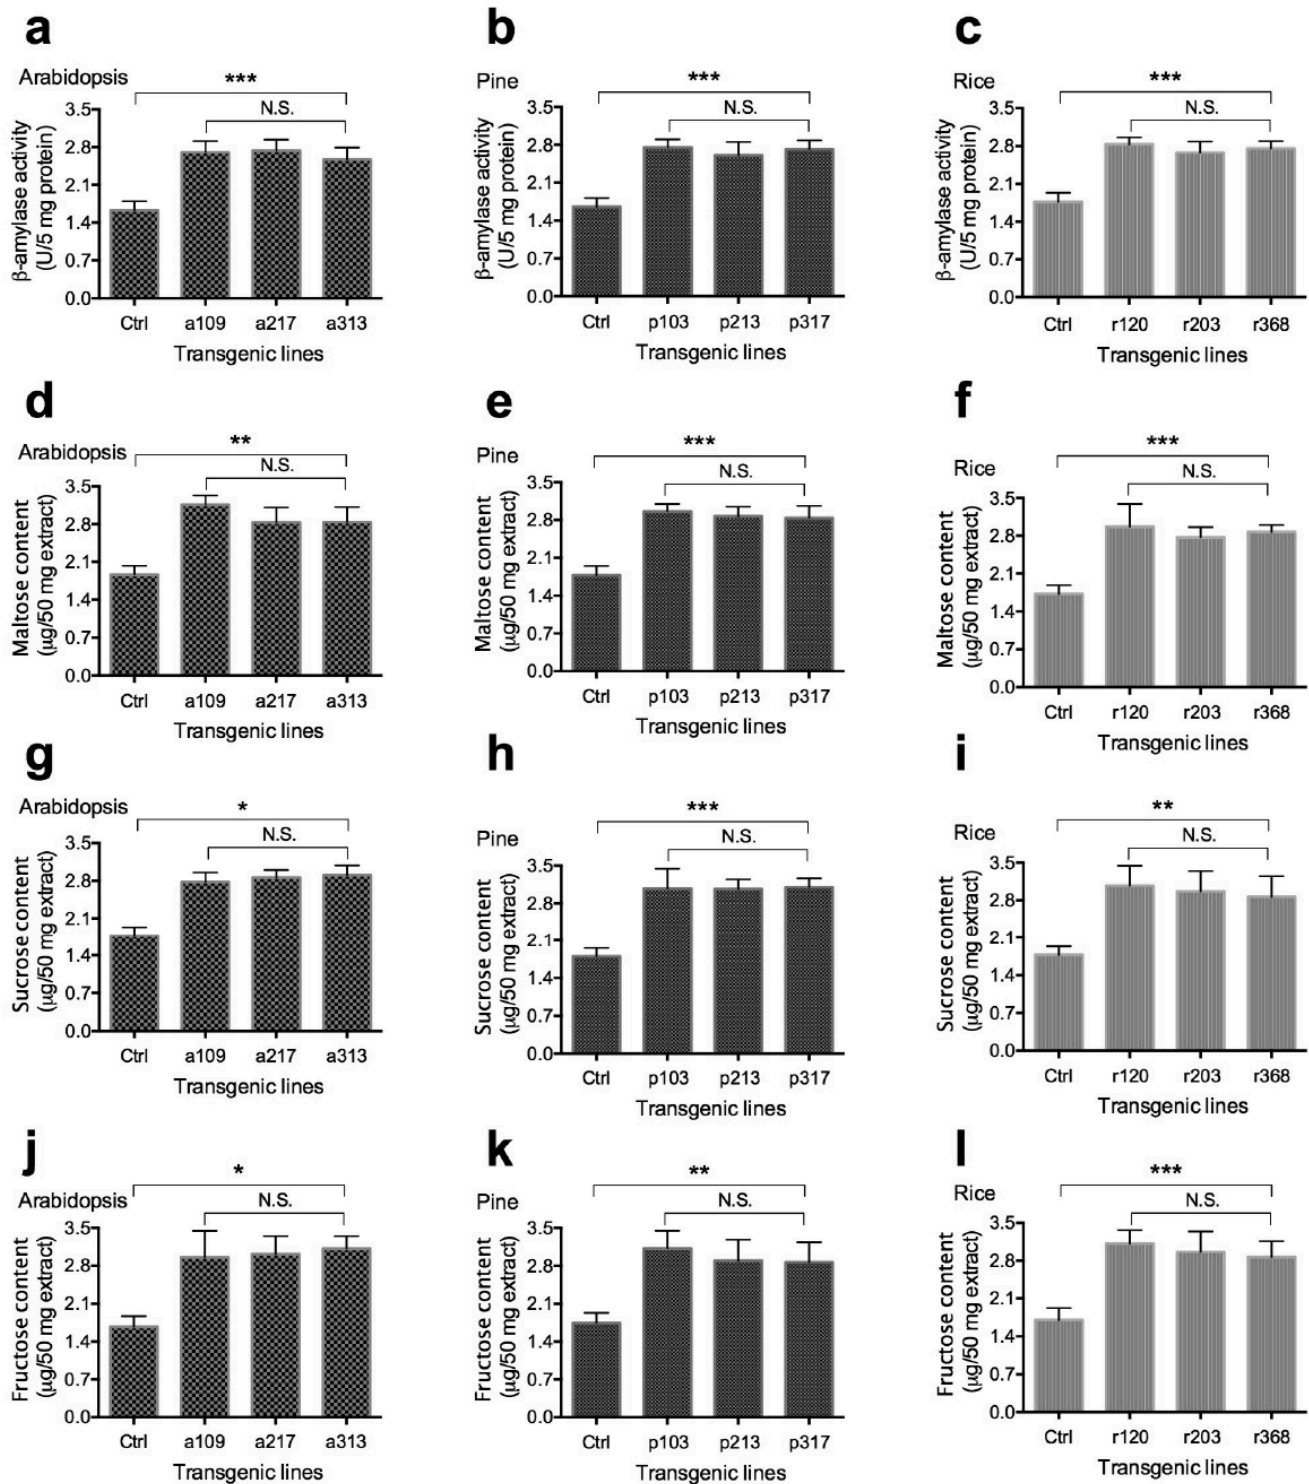 a
Arabidopsis
***
N.S.
β-amylase activity
(U/5 mg protein)
3.5
2.8
2.1
1.4
0.7
0.0
Ctrl a109 a217 a313
Transgenic lines
b
Pine
***
N.S.
β-amylase activity
(U/5 mg protein)
3.5
2.8
2.1
1.4
0.7
0.0
Ctrl p103 p213 p317
Transgenic lines
c
Rice
***
N.S.
β-amylase activity
(U/5 mg protein)
3.5
2.8
2.1
1.4
0.7
0.0
Ctrl r120 r203 r368
Transgenic lines
d
Arabidopsis
**
N.S.
Maltose content
(μg/50 mg extract)
3.5
2.8
2.1
1.4
0.7
0.0
Ctrl a109 a217 a313
Transgenic lines
e
Pine
***
N.S.
Maltose content
(μg/50 mg extract)
3.5
2.8
2.1
1.4
0.7
0.0
Ctrl p103 p213 p317
Transgenic lines
f
Rice
***
N.S.
Maltose content
(μg/50 mg extract)
3.5
2.8
2.1
1.4
0.7
0.0
Ctrl r120 r203 r368
Transgenic lines
g
Arabidopsis
*
N.S.
Sucrose content
(μg/50 mg extract)
3.5
2.8
2.1
1.4
0.7
0.0
Ctrl a109 a217 a313
Transgenic lines
h
Pine
***
N.S.
Sucrose content
(μg/50 mg extract)
3.5
2.8
2.1
1.4
0.7
0.0
Ctrl p103 p213 p317
Transgenic lines
i
Rice
**
N.S.
Sucrose content
(μg/50 mg extract)
3.5
2.8
2.1
1.4
0.7
0.0
Ctrl r120 r203 r368
Transgenic lines
j
Arabidopsis
*
N.S.
Fructose content
(μg/50 mg extract)
3.5
2.8
2.1
1.4
0.7
0.0
Ctrl a109 a217 a313
Transgenic lines
k
Pine
**
N.S.
Fructose content
(μg/50 mg extract)
3.5
2.8
2.1
1.4
0.7
0.0
Ctrl p103 p213 p317
Transgenic lines
l
Rice
***
N.S.
Fructose content
(μg/50 mg extract)
3.5
2.8
2.1
1.4
0.7
0.0
Ctrl r120 r203 r368
Transgenic lines